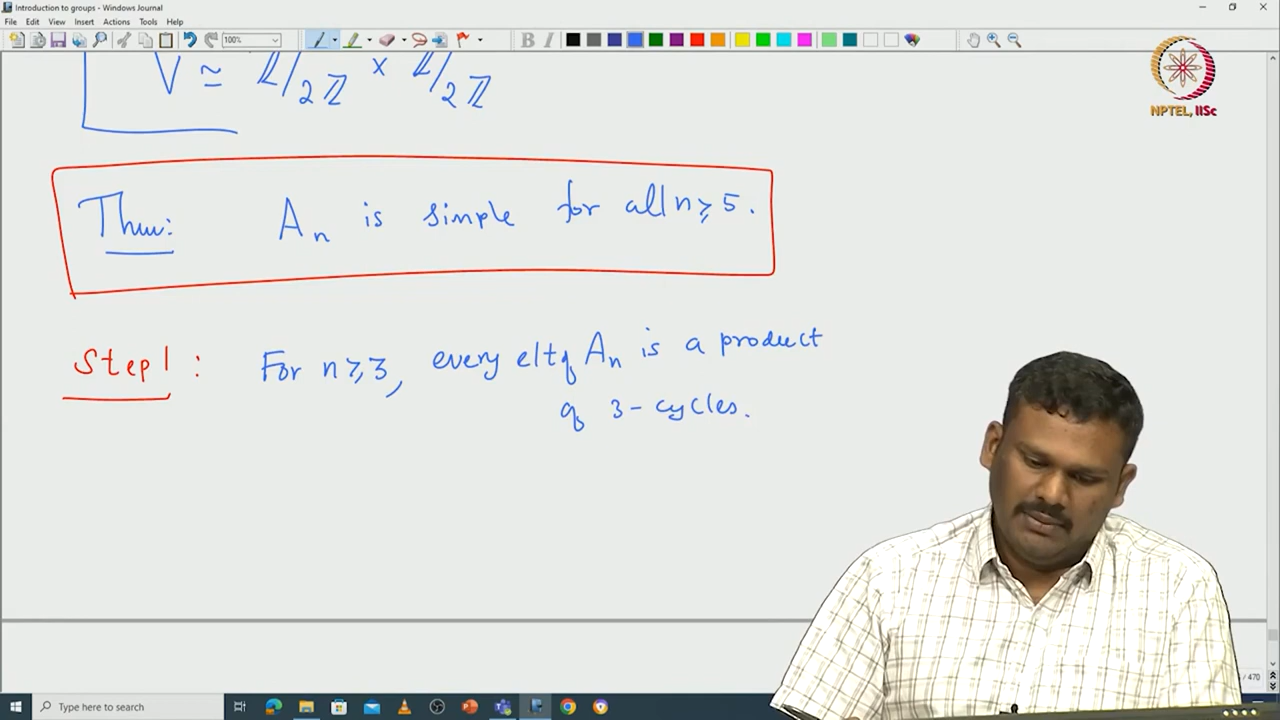 Introduction to groups - Windows Journal
File Edit View Insert Actions Tools Help
100%
B I
V ≃ ℤ/2ℤ × ℤ/2ℤ
NPTEL, IISc
Thm: An is simple for all n ≥ 5.
Step 1: For n ≥ 3, every elt of An is a product
of 3-cycles.
/ 470
Type here to search